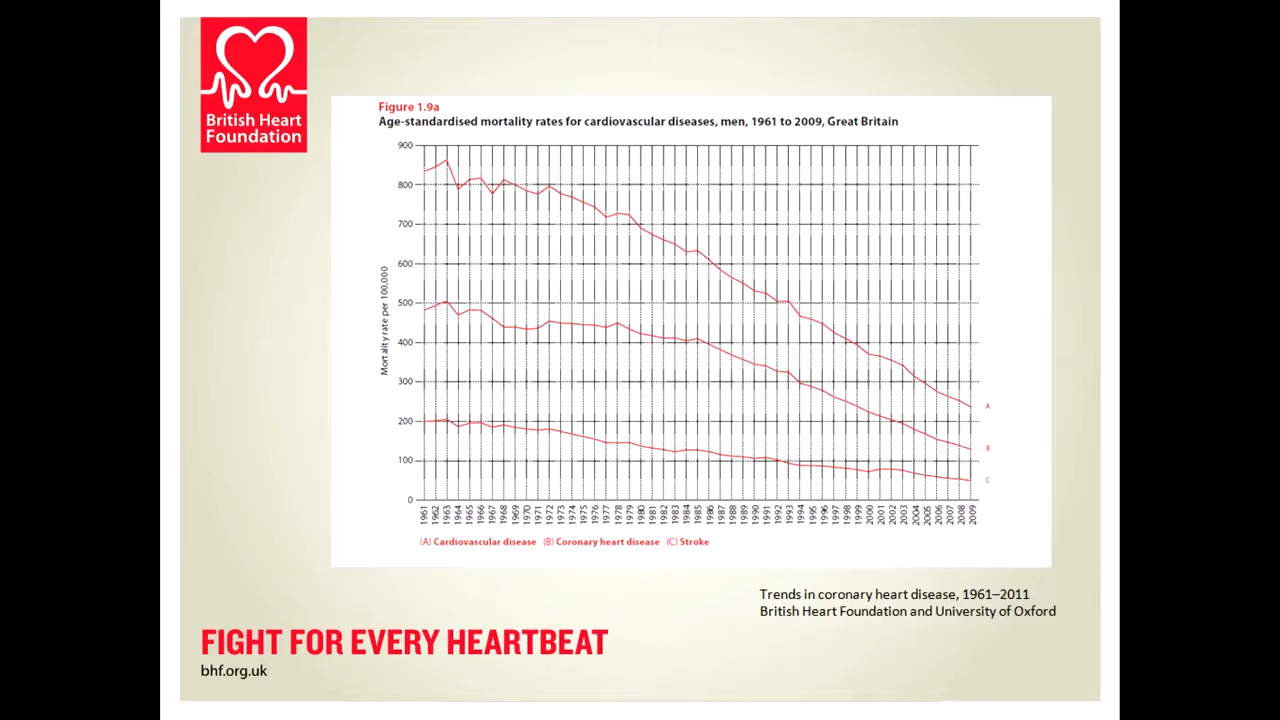 British Heart
Foundation
Figure 1.9a
Age-standardised mortality rates for cardiovascular diseases, men, 1961 to 2009, Great Britain
Mortality rate per 100,000
900
800
700
600
500
400
300
200
100
0
A
B
C
1961 1962 1963 1964 1965 1966 1967 1968 1969 1970 1971 1972 1973 1974 1975 1976 1977 1978 1979 1980 1981 1982 1983 1984 1985 1986 1987 1988 1989 1990 1991 1992 1993 1994 1995 1996 1997 1998 1999 2000 2001 2002 2003 2004 2005 2006 2007 2008 2009
(A) Cardiovascular disease (B) Coronary heart disease (C) Stroke
Trends in coronary heart disease, 1961–2011
British Heart Foundation and University of Oxford
FIGHT FOR EVERY HEARTBEAT
bhf.org.uk